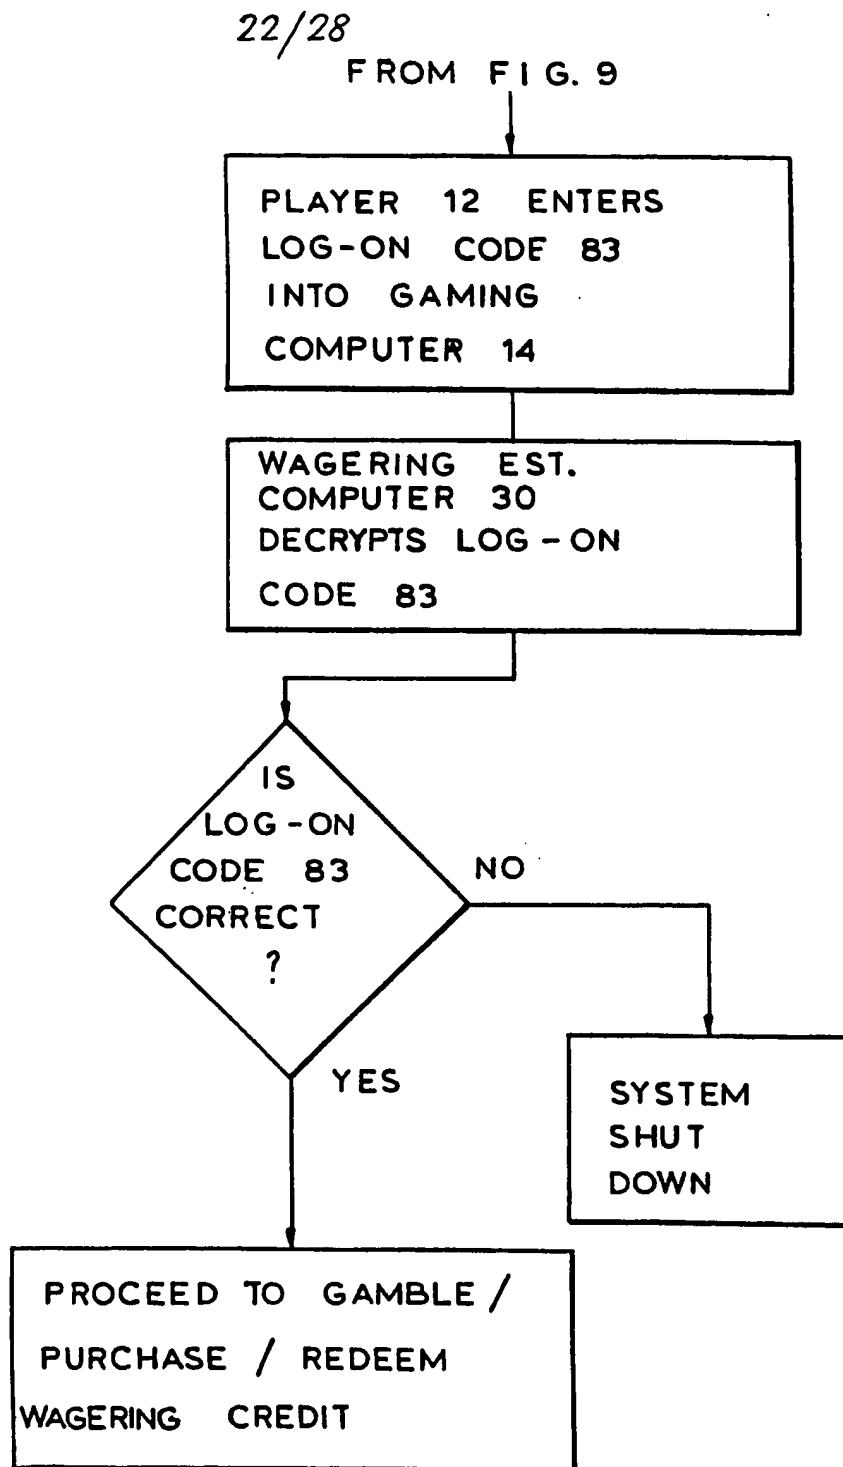 22/28
FROM FIG. 9
PLAYER 12 ENTERS
LOG-ON CODE 83
INTO GAMING
COMPUTER 14
WAGERING EST.
COMPUTER 30
DECRYPTS LOG-ON
CODE 83
IS
LOG-ON
CODE 83
CORRECT
?
NO
YES
SYSTEM
SHUT
DOWN
PROCEED TO GAMBLE/
PURCHASE / REDEEM
WAGERING CREDIT